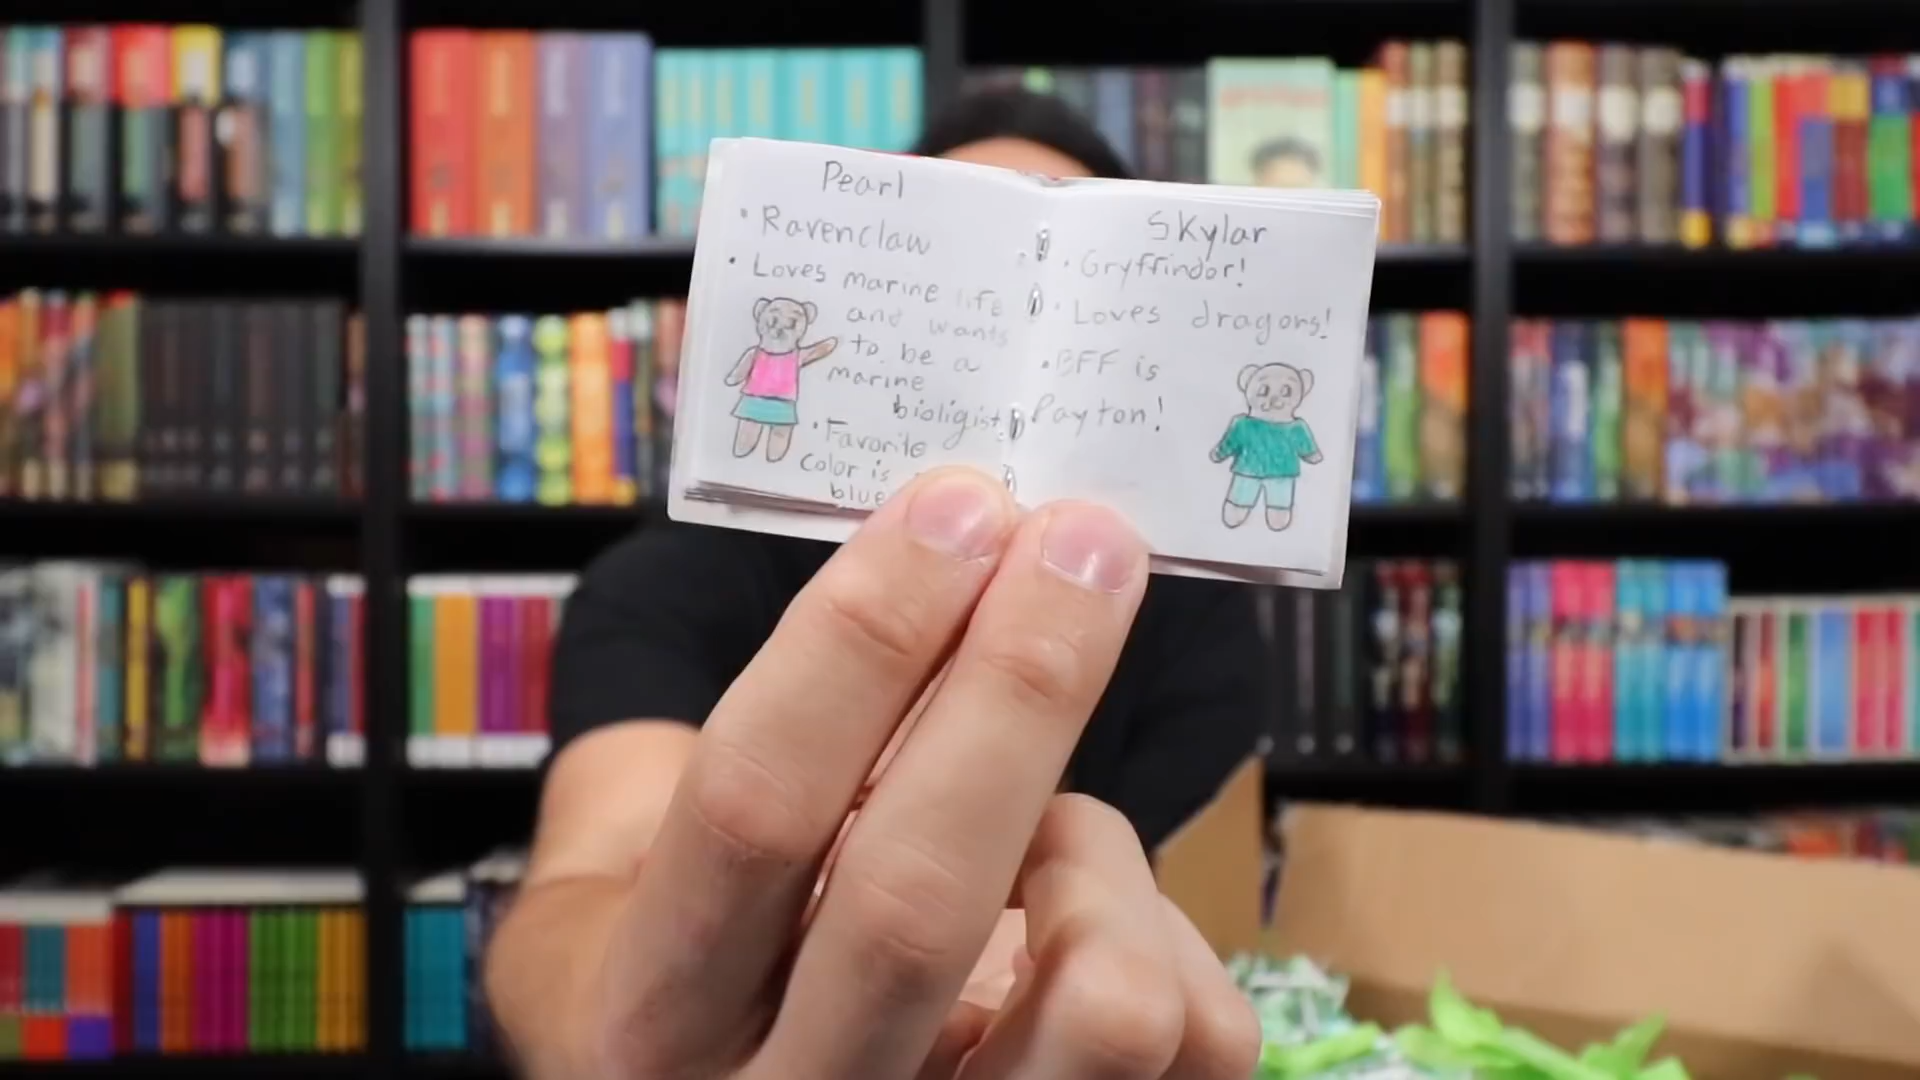 Pearl
• Ravenclaw
• Loves marine life
and wants
to be a
marine
bioligist
• Favorite
color is
blue
Skylar
• Gryffindor!
• Loves dragons!
• BFF is
Payton!